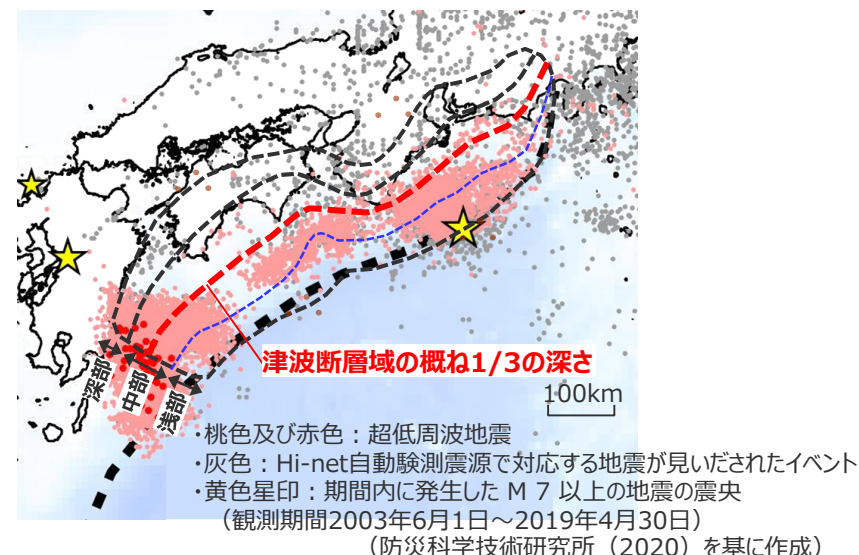 津波断層域の概ね1/3の深さ
深部
中部
浅部
100km
・桃色及び赤色：超低周波地震
・灰色：Hi-net自動験測震源で対応する地震が見いだされたイベント
・黄色星印：期間内に発生したＭ７以上の地震の震央
（観測期間2003年6月1日～2019年4月30日）
（防災科学技術研究所（2020）を基に作成）